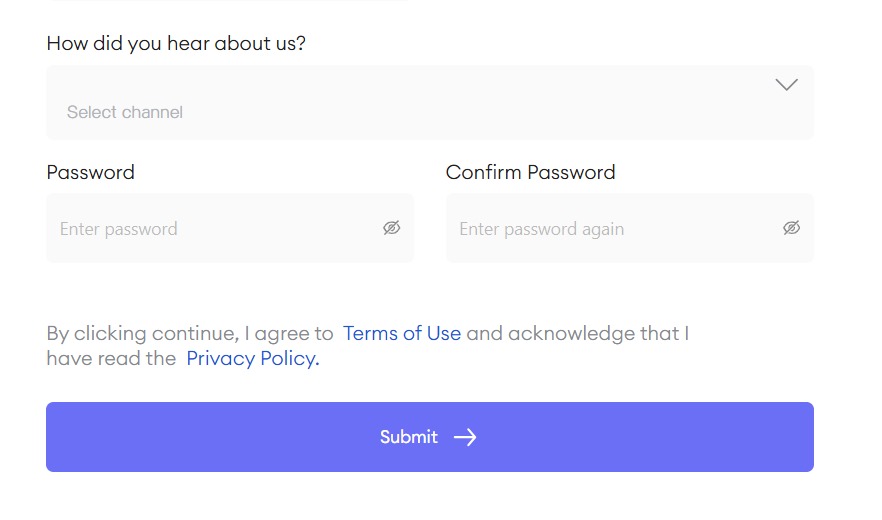 How did you hear about us?
Select channel
Password
Confirm Password
Enter password
Enter password again
By clicking continue, I agree to Terms of Use and acknowledge that I
have read the Privacy Policy.
Submit